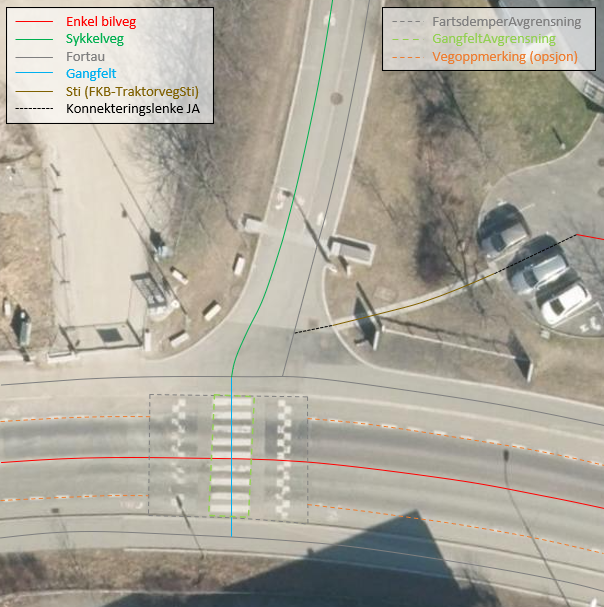 Enkel bilveg
Sykkelveg
Fortau
Gangfelt
Sti (FKB-TraktorvegSti)
Konnekteringslenke JA
FartsdemperAvgrensning
GangfeltAvgrensning
Vegoppmerking (opsjon)